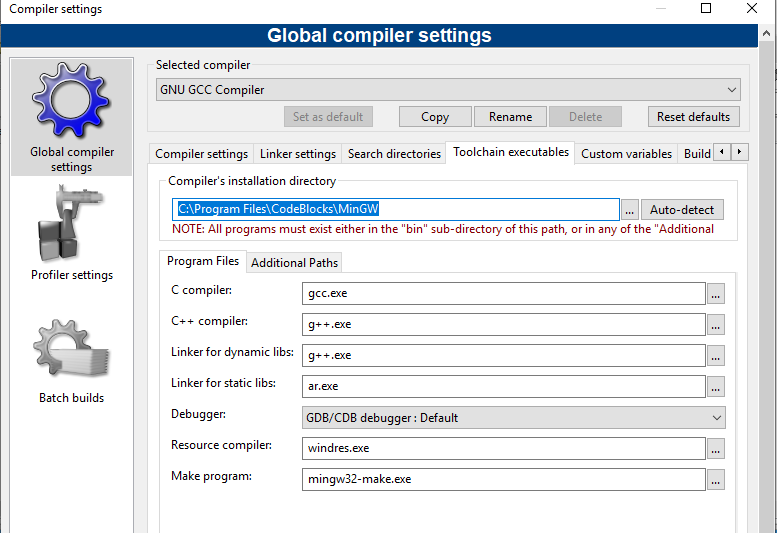 Compiler settings
Global compiler settings
Global compiler
settings
Profiler settings
Batch builds
Selected compiler
GNU GCC Compiler
Set as default
Copy
Rename
Delete
Reset defaults
Compiler settings
Linker settings
Search directories
Toolchain executables
Custom variables
Build
Compiler's installation directory
C:\Program Files\CodeBlocks\MinGW
...
Auto-detect
NOTE: All programs must exist either in the "bin" sub-directory of this path, or in any of the "Additional
Program Files
Additional Paths
C compiler:
gcc.exe
...
C++ compiler:
g++.exe
...
Linker for dynamic libs:
g++.exe
...
Linker for static libs:
ar.exe
...
Debugger:
GDB/CDB debugger : Default
Resource compiler:
windres.exe
...
Make program:
mingw32-make.exe
...